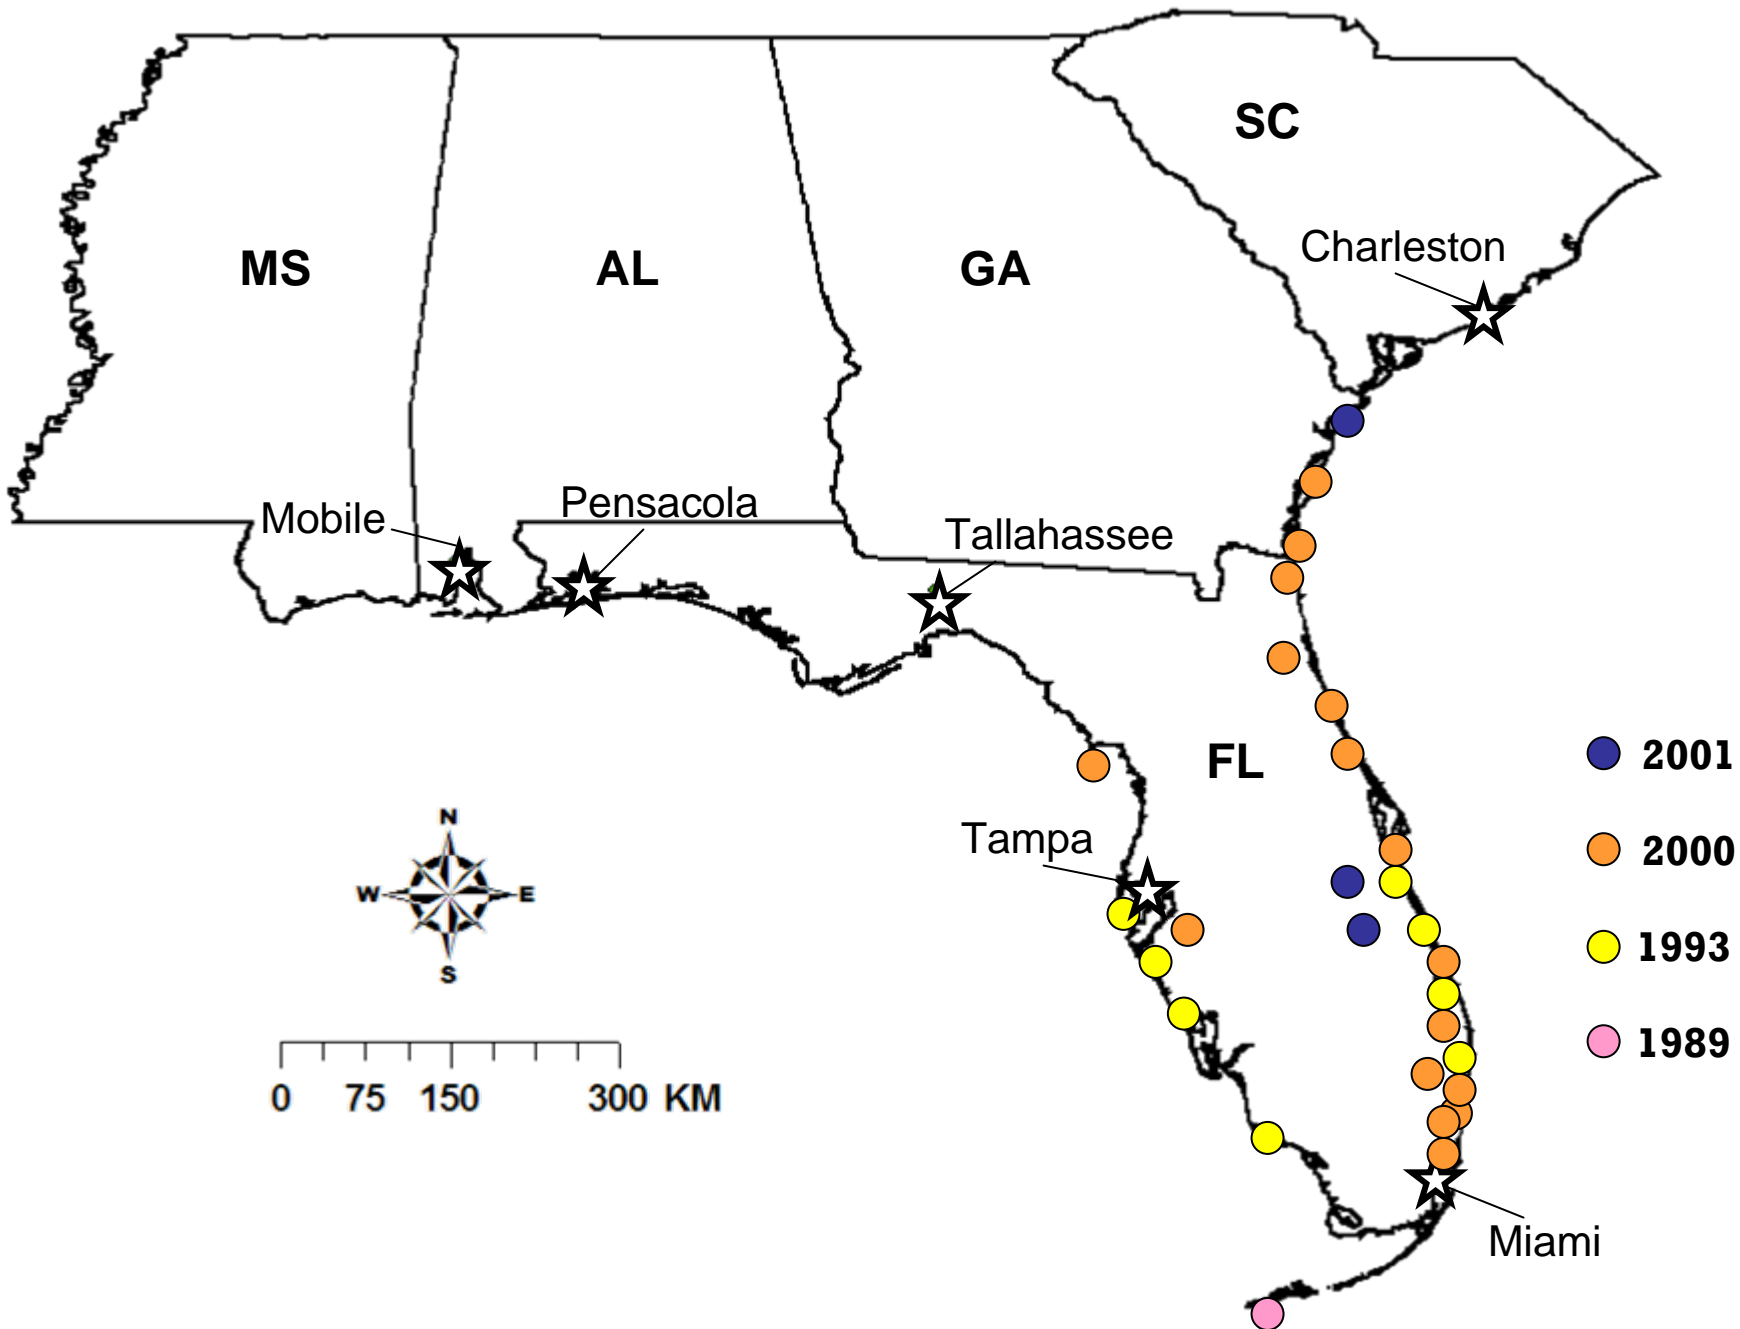 SC
Charleston
MS
AL
GA
Mobile
Pensacola
Tallahassee
FL
2001
Tampa
2000
N
W
E
S
1993
1989
0 75 150 300 KM
Miami